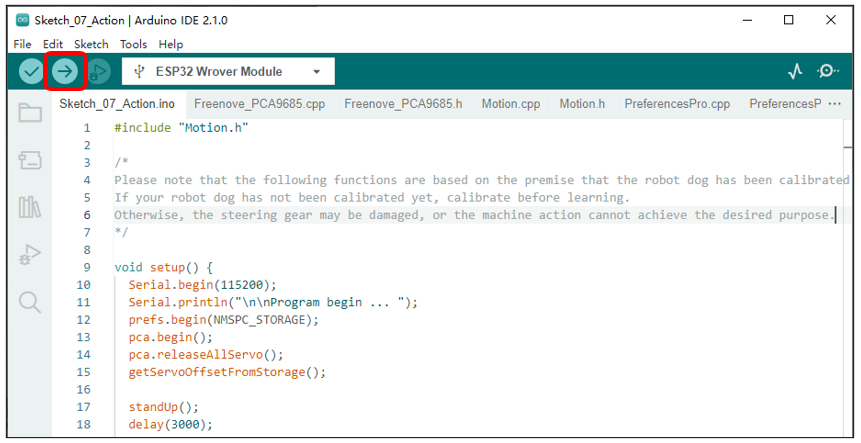 Sketch_07_Action | Arduino IDE 2.1.0
File Edit Sketch Tools Help
ESP32 Wrover Module
Sketch_07_Action.ino Freenove_PCA9685.cpp Freenove_PCA9685.h Motion.cpp Motion.h PreferencesPro.cpp PreferencesP ...
1 #include "Motion.h"
2
3 /*
4 Please note that the following functions are based on the premise that the robot dog has been calibrated
5 If your robot dog has not been calibrated yet, calibrate before learning.
6 Otherwise, the steering gear may be damaged, or the machine action cannot achieve the desired purpose.
7 */
8
9 void setup() {
10 Serial.begin(115200);
11 Serial.println("\n\nProgram begin ... ");
12 prefs.begin(NMSPC_STORAGE);
13 pca.begin();
14 pca.releaseAllServo();
15 getServoOffsetFromStorage();
16
17 standUp();
18 delay(3000);